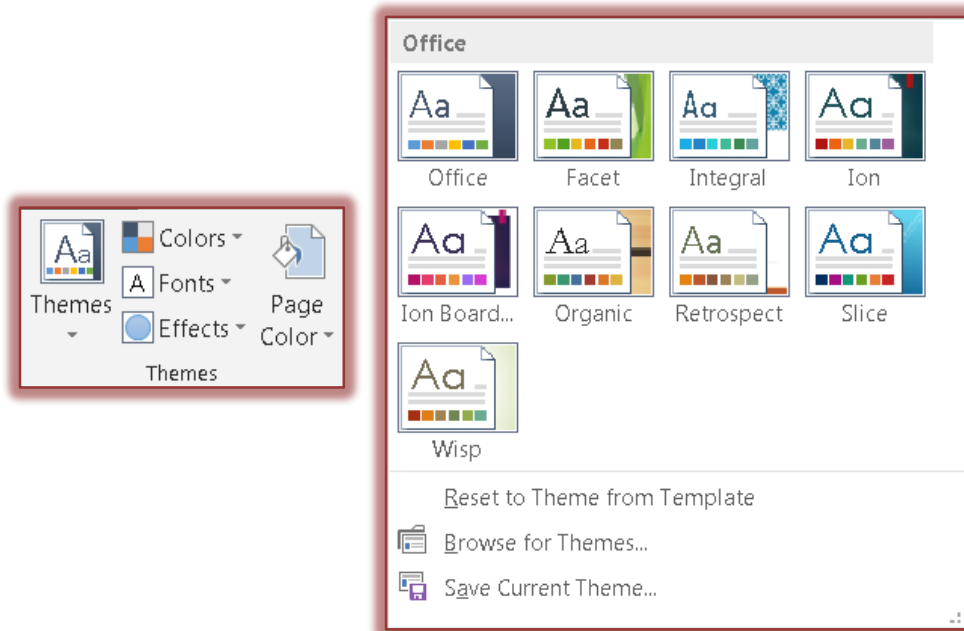 Aa
Themes
Colors
A Fonts
Effects
Page
Color
Themes
Office
Aa Aa Aa Aa
Office Facet Integral Ion
Aa Aa Aa Aa
Ion Board... Organic Retrospect Slice
Aa
Wisp
Reset to Theme from Template
Browse for Themes...
Save Current Theme...